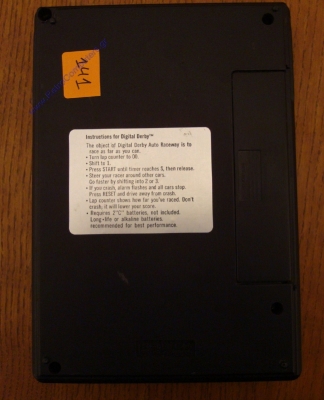 141
Instructions for Digital Derby™
The object of Digital Derby Auto Raceway is to
race as far as you can.
• Turn lap counter to 00.
• Shift to 1.
• Press START until timer reaches 5, then release.
• Steer your racer around other cars.
Go faster by shifting into 2 or 3.
• If you crash, alarm flashes and all cars stop.
Press RESET and drive away from crash.
• Lap counter shows how far you've raced. Don't
crash; it will lower your score.
• Requires 2 "C" batteries, not included.
Long-life or alkaline batteries
recommended for best performance.